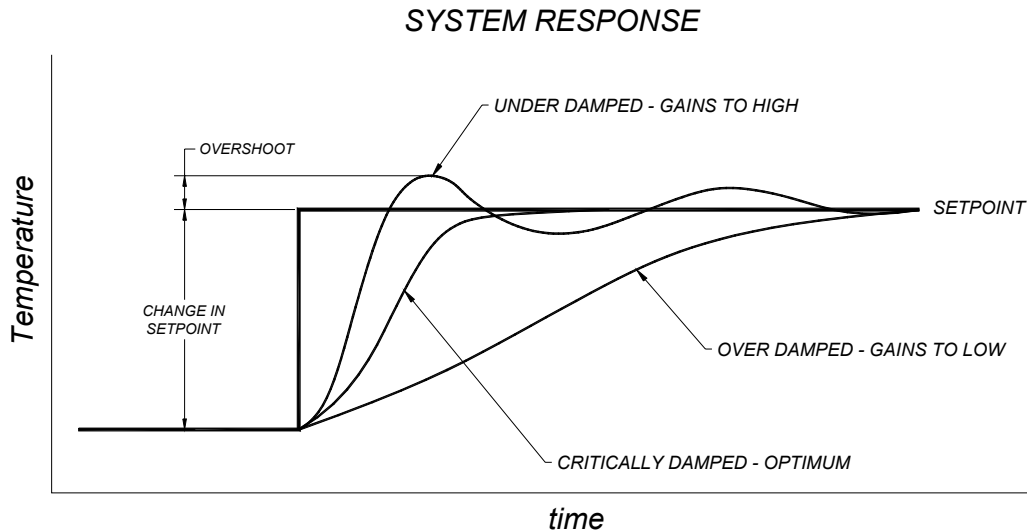 SYSTEM RESPONSE
UNDER DAMPED - GAINS TO HIGH
OVERSHOOT
SETPOINT
Temperature
CHANGE IN
SETPOINT
OVER DAMPED - GAINS TO LOW
CRITICALLY DAMPED - OPTIMUM
time